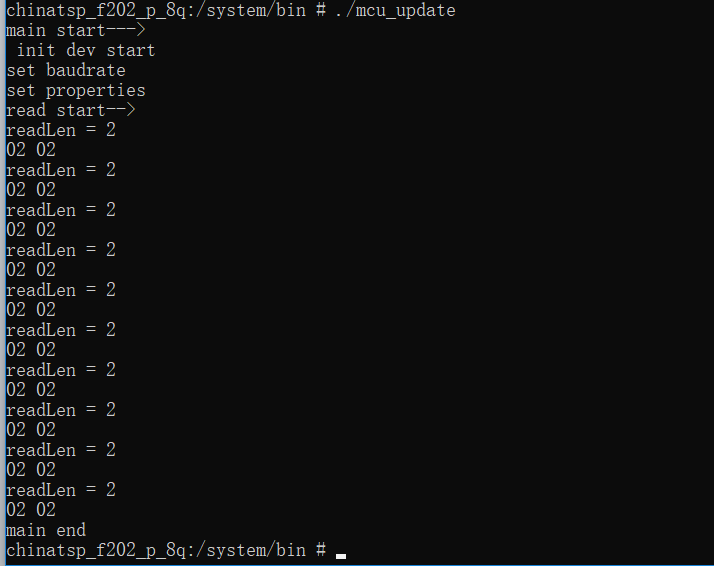 chinatsp_f202_p_8q:/system/bin # ./mcu_update
main start--->
 init dev start
set baudrate
set properties
read start-->
readLen = 2
02 02
readLen = 2
02 02
readLen = 2
02 02
readLen = 2
02 02
readLen = 2
02 02
readLen = 2
02 02
readLen = 2
02 02
readLen = 2
02 02
readLen = 2
02 02
readLen = 2
02 02
main end
chinatsp_f202_p_8q:/system/bin #